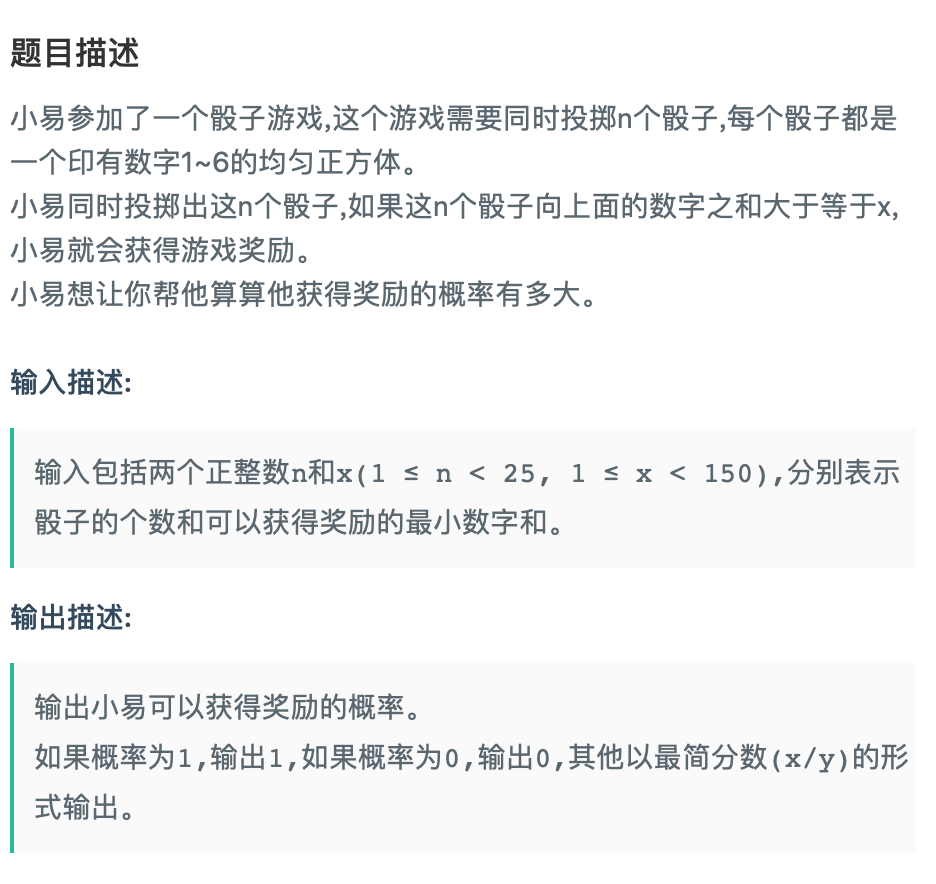 题目描述
小易参加了一个骰子游戏,这个游戏需要同时投掷n个骰子,每个骰子都是
一个印有数字1~6的均匀正方体。
小易同时投掷出这n个骰子,如果这n个骰子向上面的数字之和大于等于x,
小易就会获得游戏奖励。
小易想让你帮他算算他获得奖励的概率有多大。
输入描述:
输入包括两个正整数n和x(1 ≤ n < 25, 1 ≤ x < 150),分别表示
骰子的个数和可以获得奖励的最小数字和。
输出描述:
输出小易可以获得奖励的概率。
如果概率为1,输出1,如果概率为0,输出0,其他以最简分数(x/y)的形
式输出。